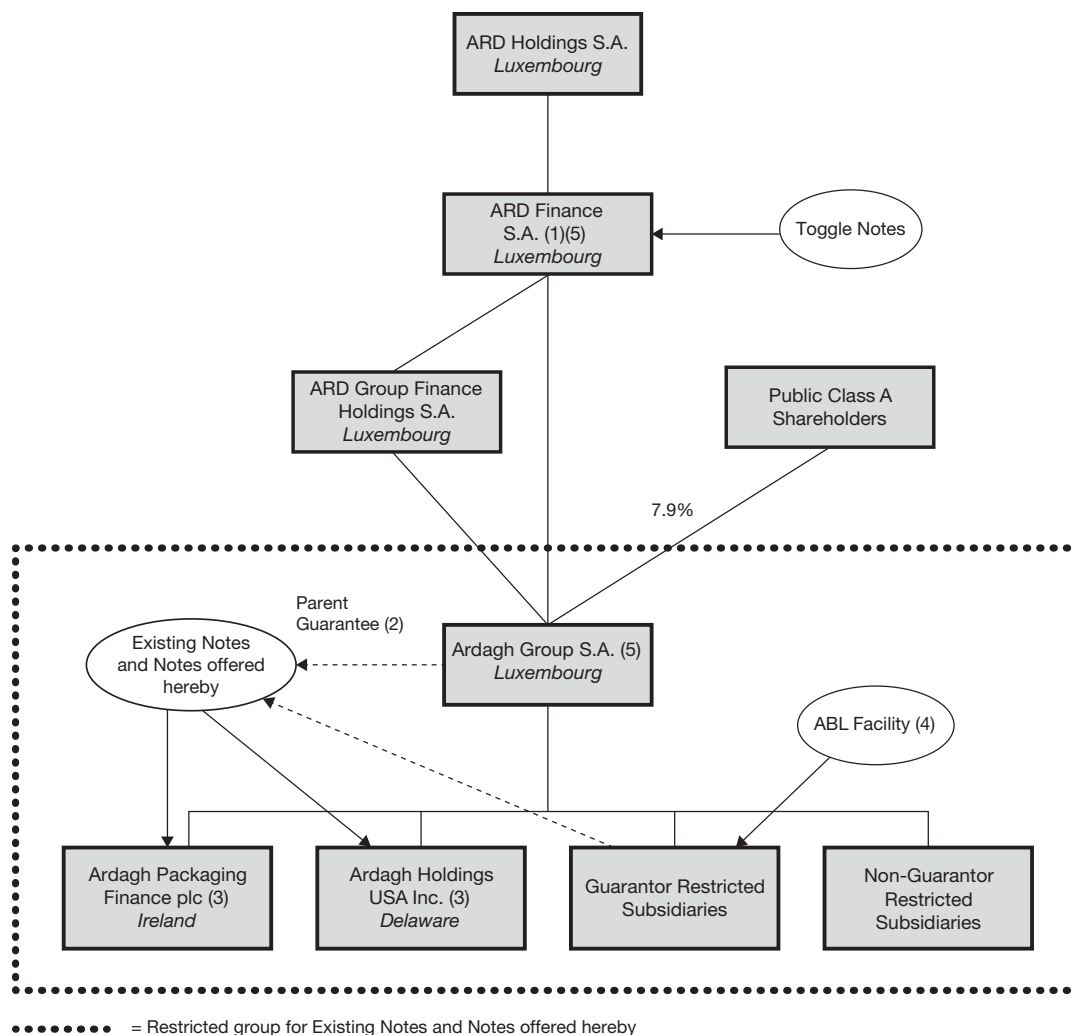 ARD Holdings S.A.
Luxembourg
ARD Finance
S.A. (1)(5)
Luxembourg
Toggle Notes
ARD Group Finance
Holdings S.A.
Luxembourg
Public Class A
Shareholders
7.9%
Parent
Guarantee (2)
Existing Notes
and Notes offered
hereby
Ardagh Group S.A. (5)
Luxembourg
ABL Facility (4)
Ardagh Packaging
Finance plc (3)
Ireland
Ardagh Holdings
USA Inc. (3)
Delaware
Guarantor Restricted
Subsidiaries
Non-Guarantor
Restricted
Subsidiaries
= Restricted group for Existing Notes and Notes offered hereby